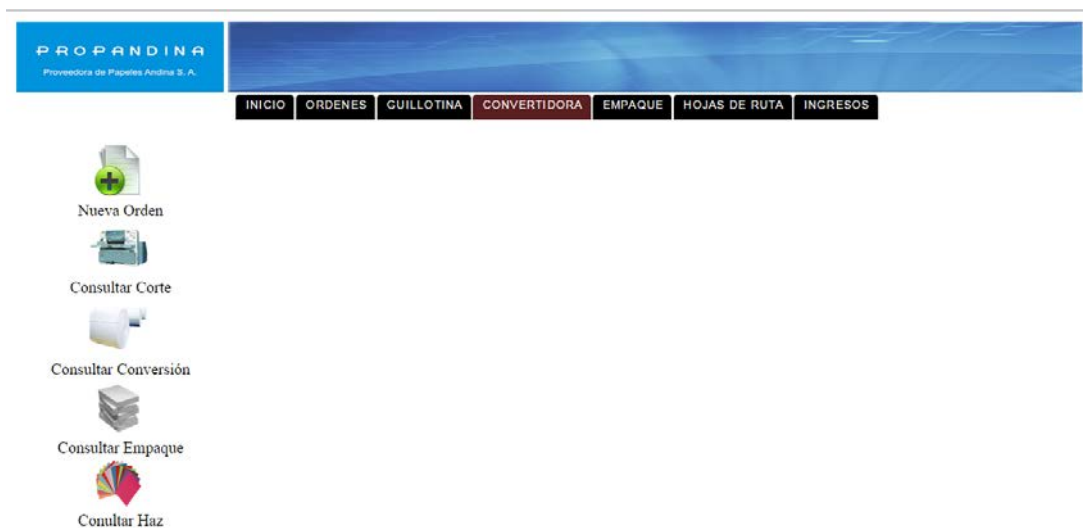 PROPANDINA
Proveedora de Papeles Andina S. A.
INICIO ORDENES GUILLOTINA CONVERTIDORA EMPAQUE HOJAS DE RUTA INGRESOS
Nueva Orden
Consultar Corte
Consultar Conversión
Consultar Empaque
Conultar Haz